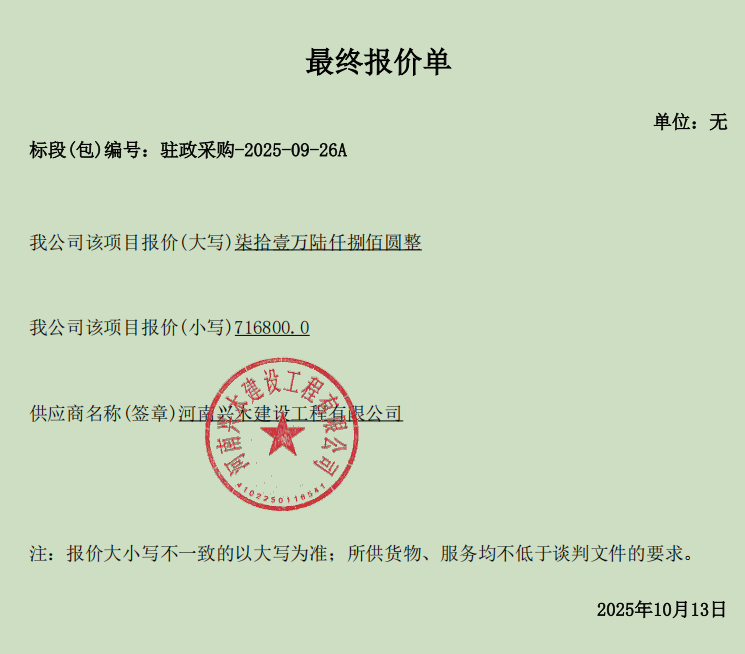 最终报价单
单位：无
标段(包)编号：驻政采购-2025-09-26A
我公司该项目报价(大写)柒拾壹万陆仟捌佰圆整
我公司该项目报价(小写)716800.0
供应商名称(签章)河南兴木建设工程有限公司
河南兴木建设工程有限公司
注：报价大小写不一致的以大写为准；所供货物、服务均不低于谈判文件的要求。
2025年10月13日